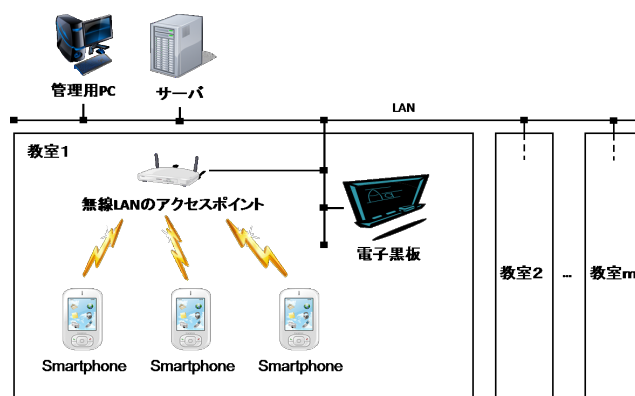 管理用PC
サーバ
LAN
教室1
無線LANのアクセスポイント
電子黒板
教室2
...
教室m
Smartphone
Smartphone
Smartphone